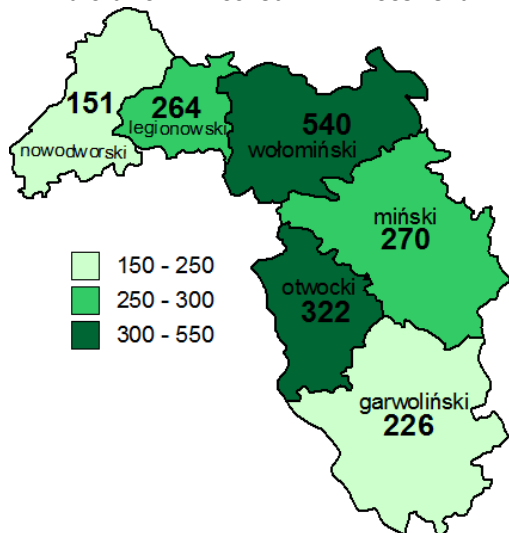 151
nowodworski
264
legionowski
540
wołomiński
miński
270
otwocki
322
garwoliński
226
150 - 250
250 - 300
300 - 550